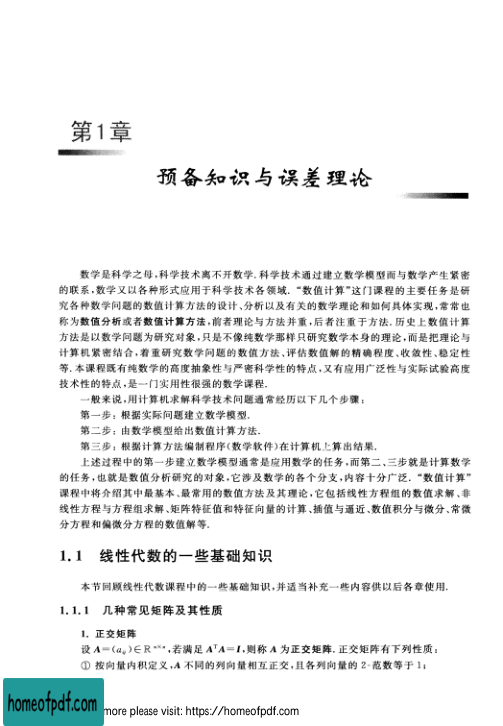 第1章
预备知识与误差理论
数学是科学之母,科学技术离不开数学.科学技术通过建立数学模型而与数学产生紧密
的联系,数学又以各种形式应用于科学技术各领域.“数值计算”这门课程的主要任务是研
究各种数学问题的数值计算方法的设计、分析以及有关的数学理论和如何具体实现,常常也
称为数值分析或者数值计算方法,前者理论与方法并重,后者注重于方法.历史上数值计算
方法是以数学问题为研究对象,只是不像纯数学那样只研究数学本身的理论,而是把理论与
计算机紧密结合,着重研究数学问题的数值方法、评估数值解的精确程度、收敛性、稳定性
等.本课程既有纯数学的高度抽象性与严密科学性的特点,又有应用广泛性与实际试验高度
技术性的特点,是一门实用性很强的数学课程.
一般来说,用计算机求解科学技术问题通常经历以下几个步骤:
第一步:根据实际问题建立数学模型.
第二步:由数学模型给出数值计算方法.
第三步:根据计算方法编制程序(数学软件)在计算机上算出结果.
上述过程中的第一步建立数学模型通常是应用数学的任务,而第二、三步就是计算数学
的任务,也就是数值分析研究的对象,它涉及数学的各个分支,内容十分广泛.“数值计算”
课程中将介绍其中最基本、最常用的数值方法及其理论,它包括线性方程组的数值求解、非
线性方程与方程组求解、矩阵特征值和特征向量的计算、插值与逼近、数值积分与微分、常微
分方程和偏微分方程的数值解等.
1.1 线性代数的一些基础知识
本节回顾线性代数课程中的一些基础知识,并适当补充一些内容供以后各章使用.
1.1.1 几种常见矩阵及其性质
1. 正交矩阵
设 A=(aᵢⱼ)∈ℝⁿˣⁿ,若满足 AᵀA=I,则称 A 为正交矩阵.正交矩阵有下列性质:
① 按向量内积定义,A 不同的列向量相互正交,且各列向量的 2-范数等于 1;
homeofpdf.com
more please visit: https://homeofpdf.com